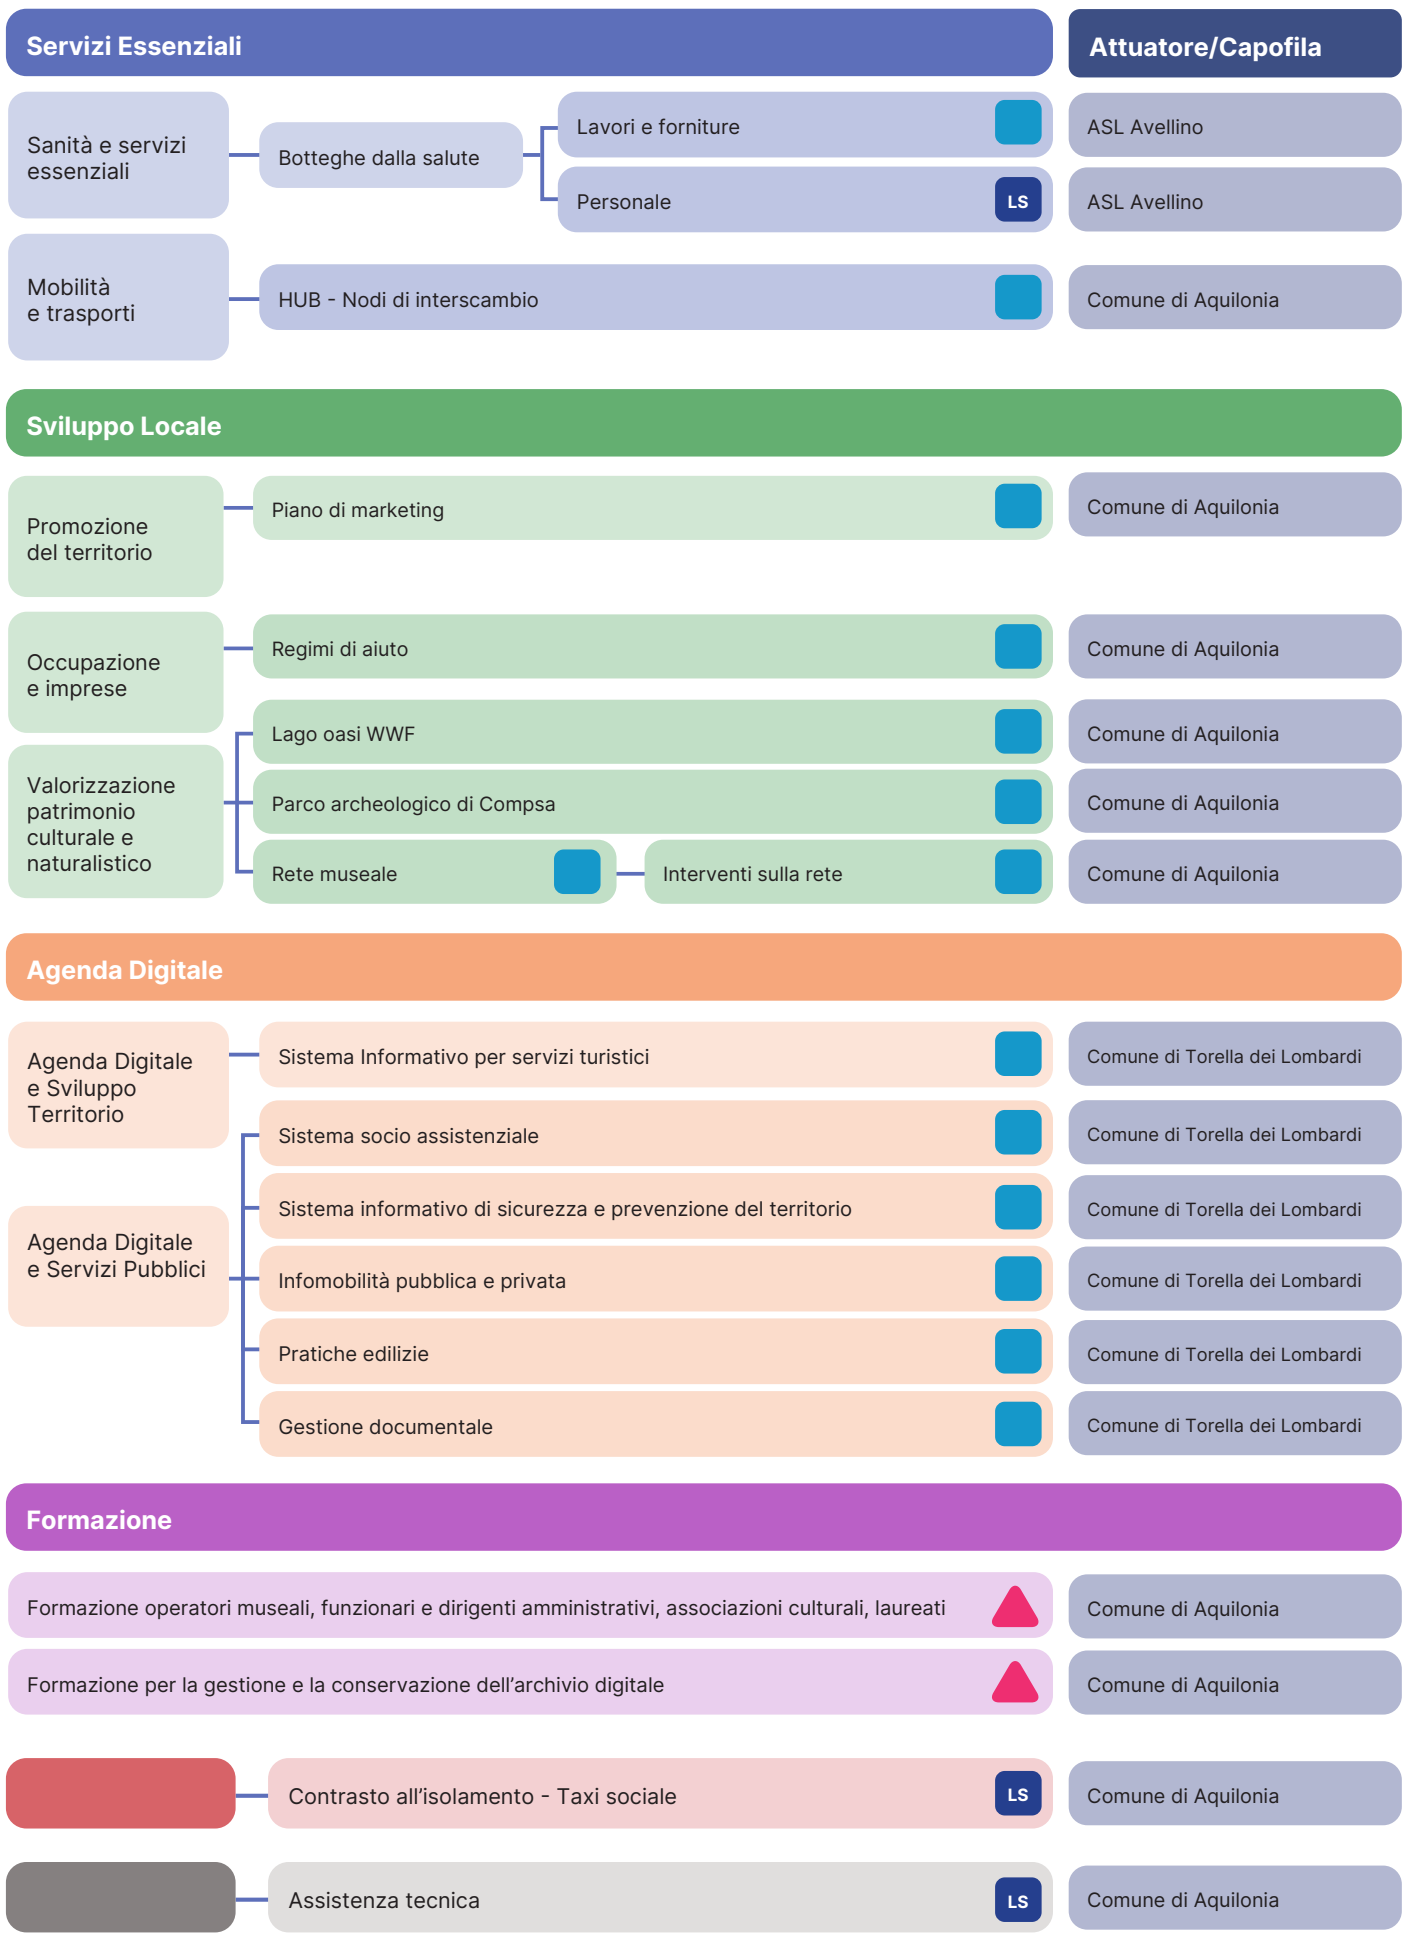 Servizi Essenziali
Attuatore/Capofila
Sanità e servizi
essenziali
Botteghe dalla salute
Lavori e forniture
ASL Avellino
Personale
LS
ASL Avellino
Mobilità
e trasporti
HUB - Nodi di interscambio
Comune di Aquilonia
Sviluppo Locale
Promozione
del territorio
Piano di marketing
Comune di Aquilonia
Occupazione
e imprese
Regimi di aiuto
Comune di Aquilonia
Valorizzazione
patrimonio
culturale e
naturalistico
Lago oasi WWF
Comune di Aquilonia
Parco archeologico di Compsa
Comune di Aquilonia
Rete museale
Interventi sulla rete
Comune di Aquilonia
Agenda Digitale
Agenda Digitale
e Sviluppo
Territorio
Sistema Informativo per servizi turistici
Comune di Torella dei Lombardi
Agenda Digitale
e Servizi Pubblici
Sistema socio assistenziale
Comune di Torella dei Lombardi
Sistema informativo di sicurezza e prevenzione del territorio
Comune di Torella dei Lombardi
Infomobilità pubblica e privata
Comune di Torella dei Lombardi
Pratiche edilizie
Comune di Torella dei Lombardi
Gestione documentale
Comune di Torella dei Lombardi
Formazione
Formazione operatori museali, funzionari e dirigenti amministrativi, associazioni culturali, laureati
Comune di Aquilonia
Formazione per la gestione e la conservazione dell’archivio digitale
Comune di Aquilonia
Contrasto all’isolamento - Taxi sociale
LS
Comune di Aquilonia
Assistenza tecnica
LS
Comune di Aquilonia